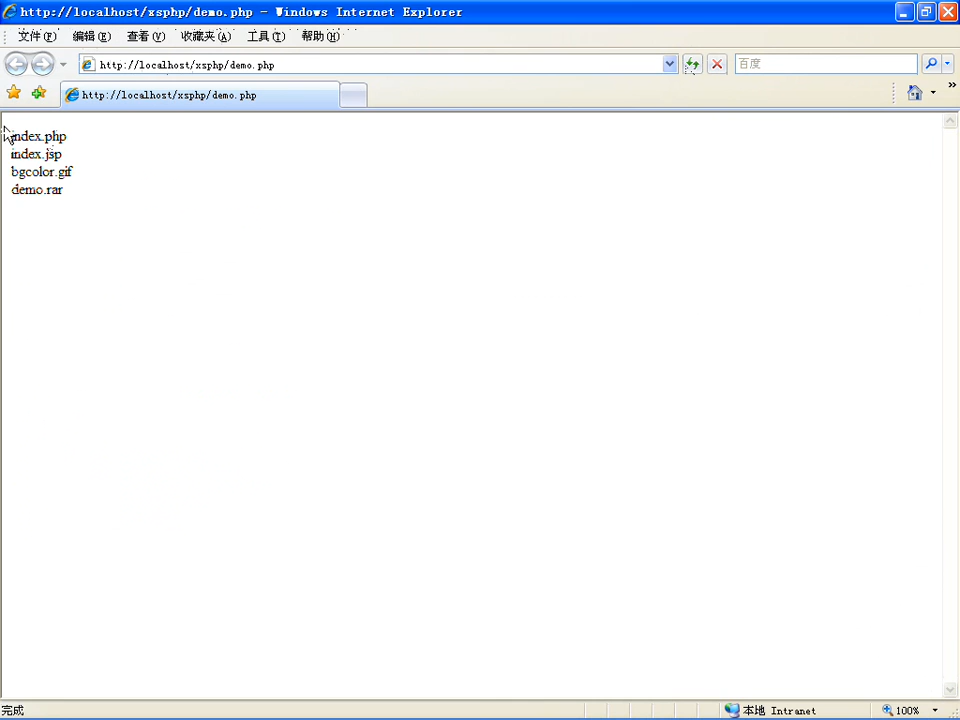 http://localhost/xsphp/demo.php - Windows Internet Explorer
文件(F) 编辑(E) 查看(V) 收藏夹(A) 工具(T) 帮助(H)
http://localhost/xsphp/demo.php 百度
http://localhost/xsphp/demo.php
index.php
index.jsp
bgcolor.gif
demo.rar
完成 本地 Intranet 100%